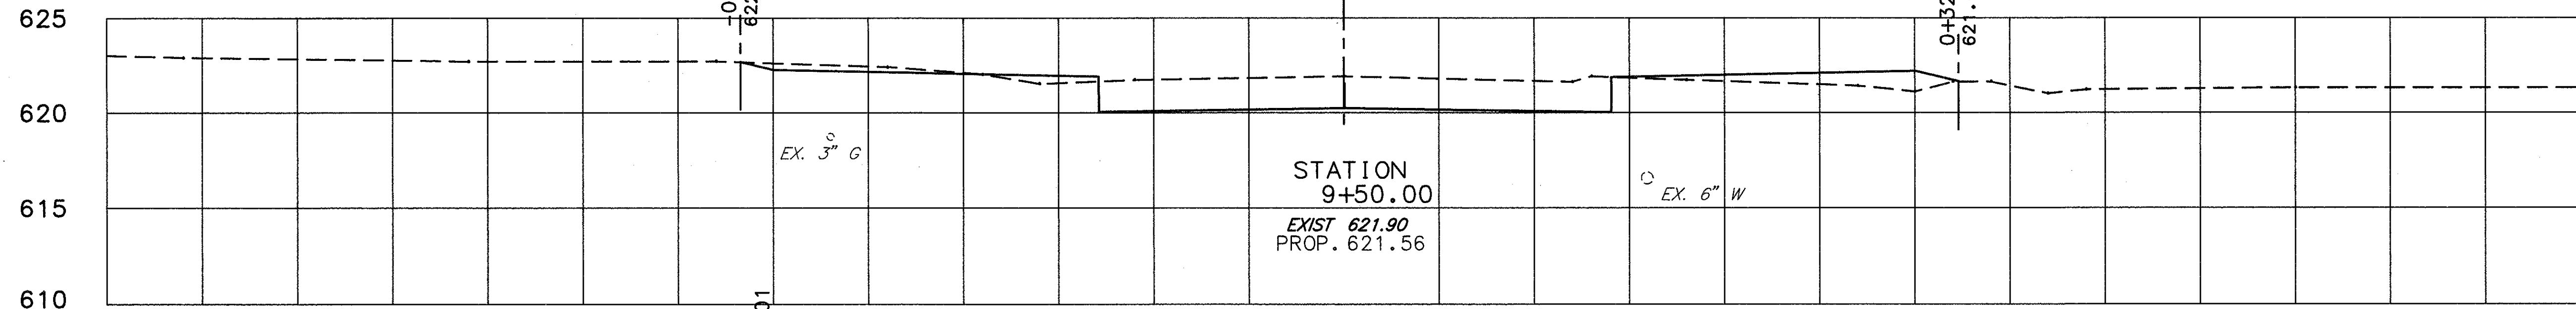 625
620
615
610
EX. 3" G
STATION
9+50.00
EXIST 621.90
PROP. 621.56
EX. 6" W